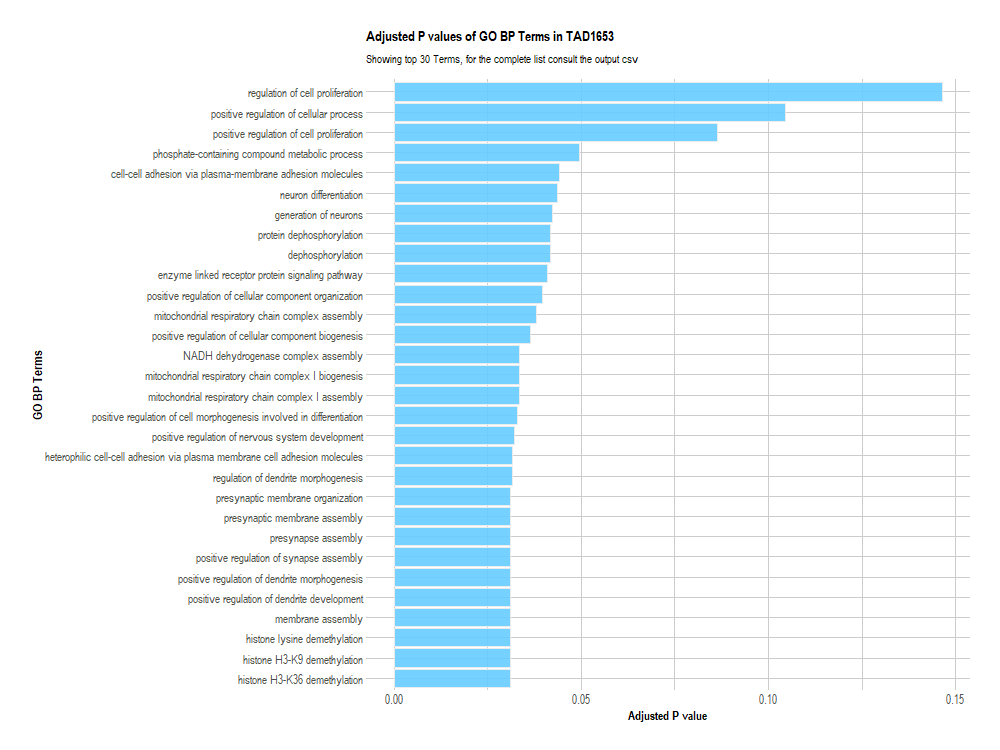 Adjusted P values of GO BP Terms in TAD1653
Showing top 30 Terms, for the complete list consult the output csv
GO BP Terms
regulation of cell proliferation
positive regulation of cellular process
positive regulation of cell proliferation
phosphate-containing compound metabolic process
cell-cell adhesion via plasma-membrane adhesion molecules
neuron differentiation
generation of neurons
protein dephosphorylation
dephosphorylation
enzyme linked receptor protein signaling pathway
positive regulation of cellular component organization
mitochondrial respiratory chain complex assembly
positive regulation of cellular component biogenesis
NADH dehydrogenase complex assembly
mitochondrial respiratory chain complex I biogenesis
mitochondrial respiratory chain complex I assembly
positive regulation of cell morphogenesis involved in differentiation
positive regulation of nervous system development
heterophilic cell-cell adhesion via plasma membrane cell adhesion molecules
regulation of dendrite morphogenesis
presynaptic membrane organization
presynaptic membrane assembly
presynapse assembly
positive regulation of synapse assembly
positive regulation of dendrite morphogenesis
positive regulation of dendrite development
membrane assembly
histone lysine demethylation
histone H3-K9 demethylation
histone H3-K36 demethylation
0.00 0.05 0.10 0.15
Adjusted P value